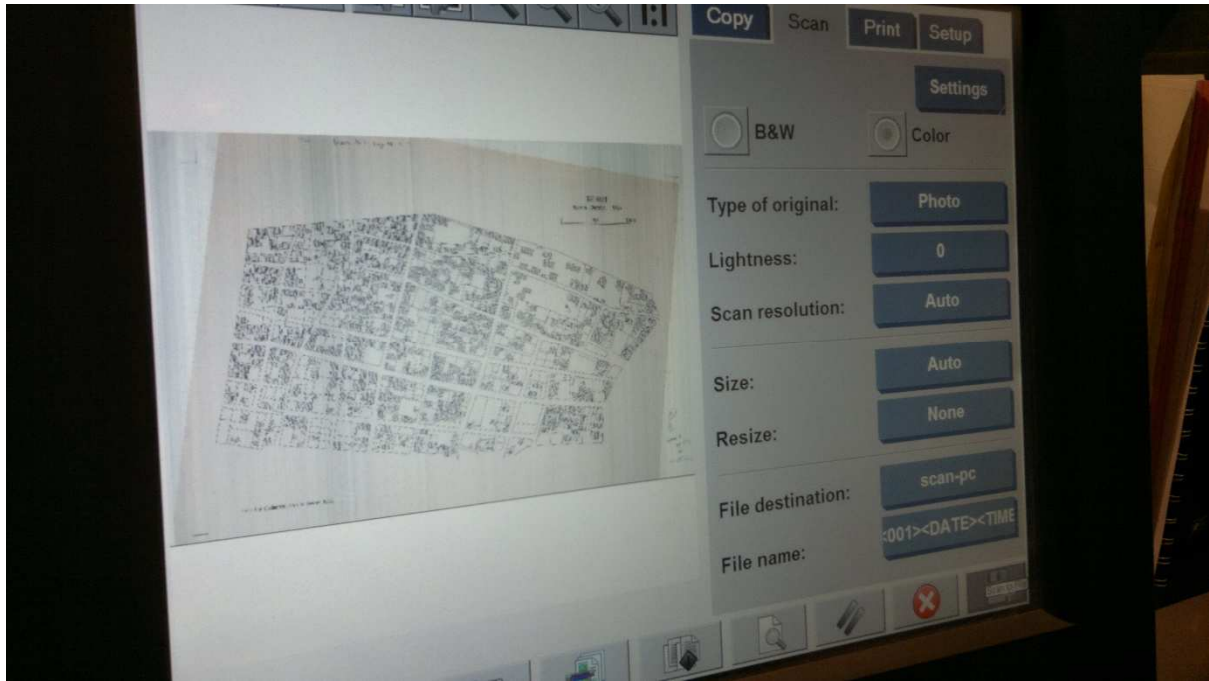 1:1
Copy Scan Print Setup
Settings
B&W Color
Type of original: Photo
Lightness: 0
Scan resolution: Auto
Size: Auto
Resize: None
File destination: scan-pc
File name: <001><DATE><TIME